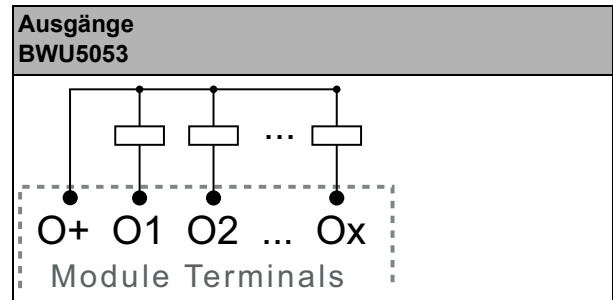 Ausgänge
BWU5053
...
O+ O1 O2 ... Ox
Module Terminals